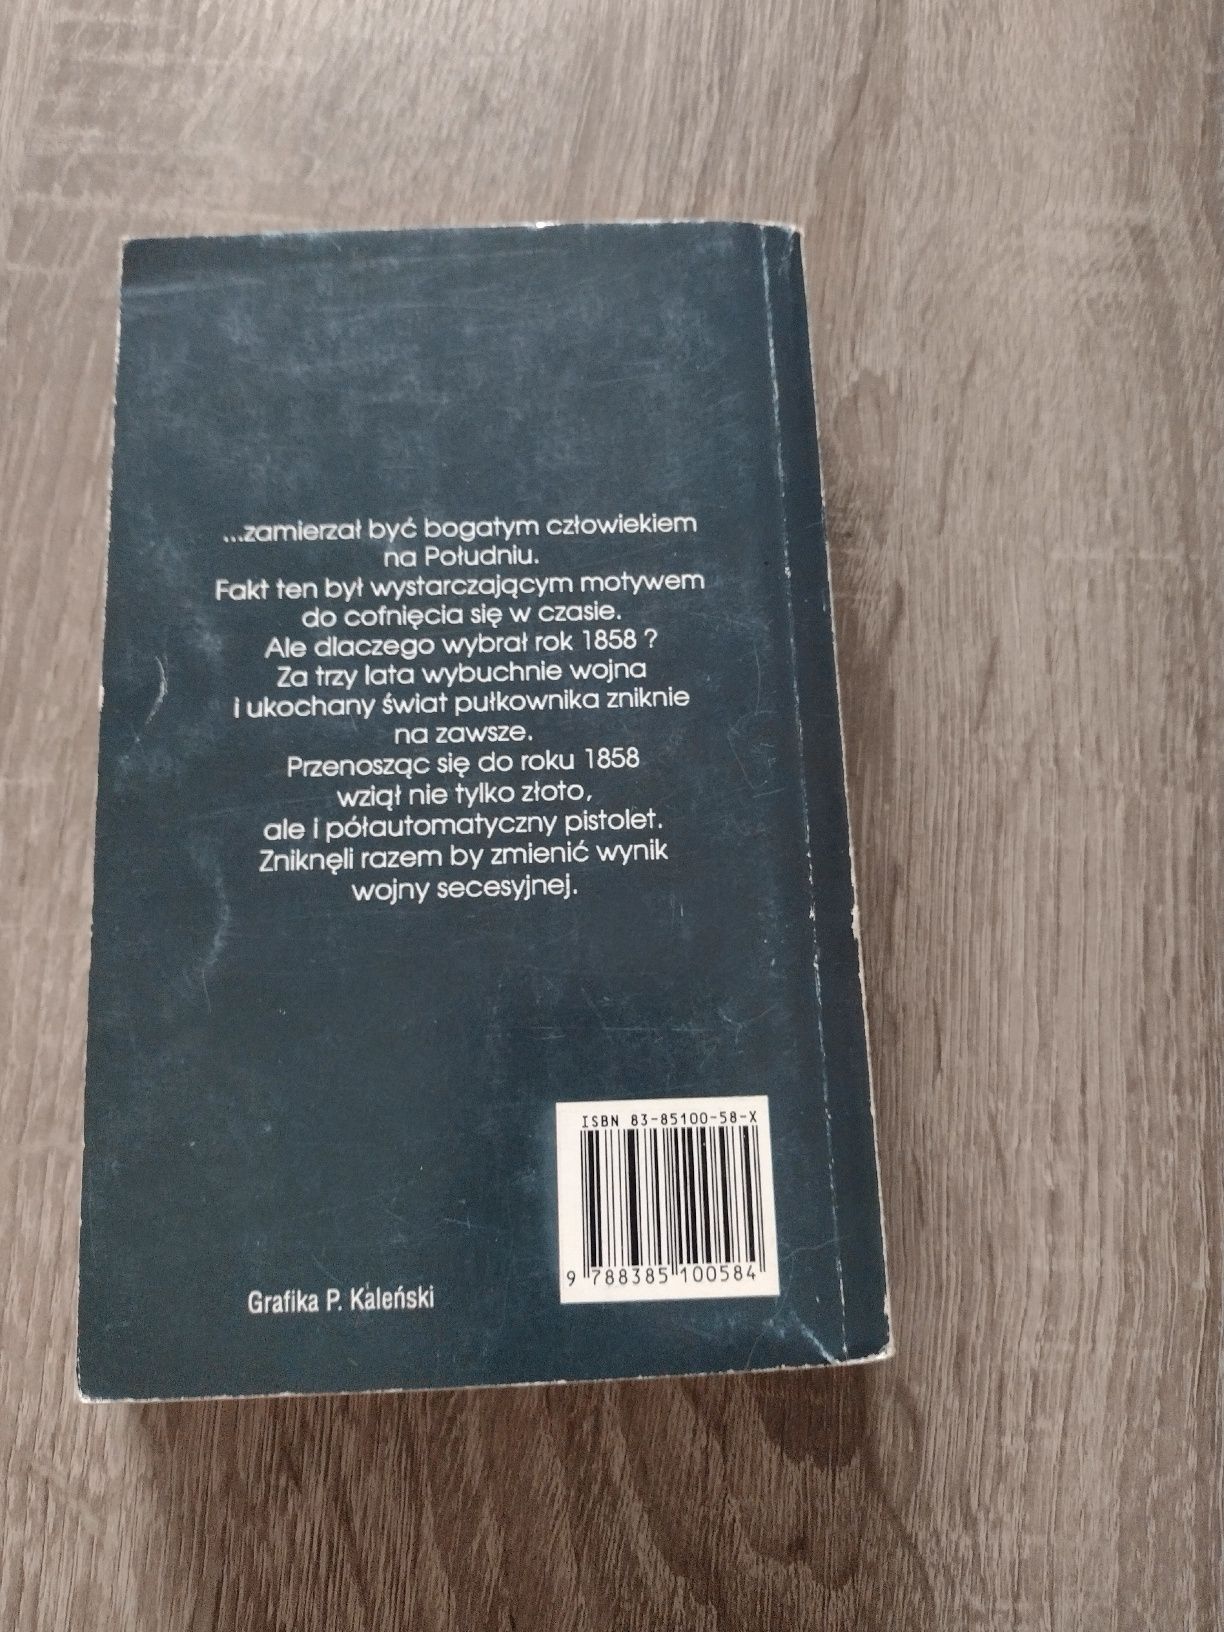 ...zamierzał być bogatym człowiekiem
na Południu.
Fakt ten był wystarczającym motywem
do cofnięcia się w czasie.
Ale dlaczego wybrał rok 1858 ?
Za trzy lata wybuchnie wojna
i ukochany świat pułkownika zniknie
na zawsze.
Przenosząc się do roku 1858
wziął nie tylko złoto,
ale i półautomatyczny pistolet.
Zniknęli razem by zmienić wynik
wojny secesyjnej.
ISBN 83-85100-58-X
9 788385 100584
Grafika P. Kaleński